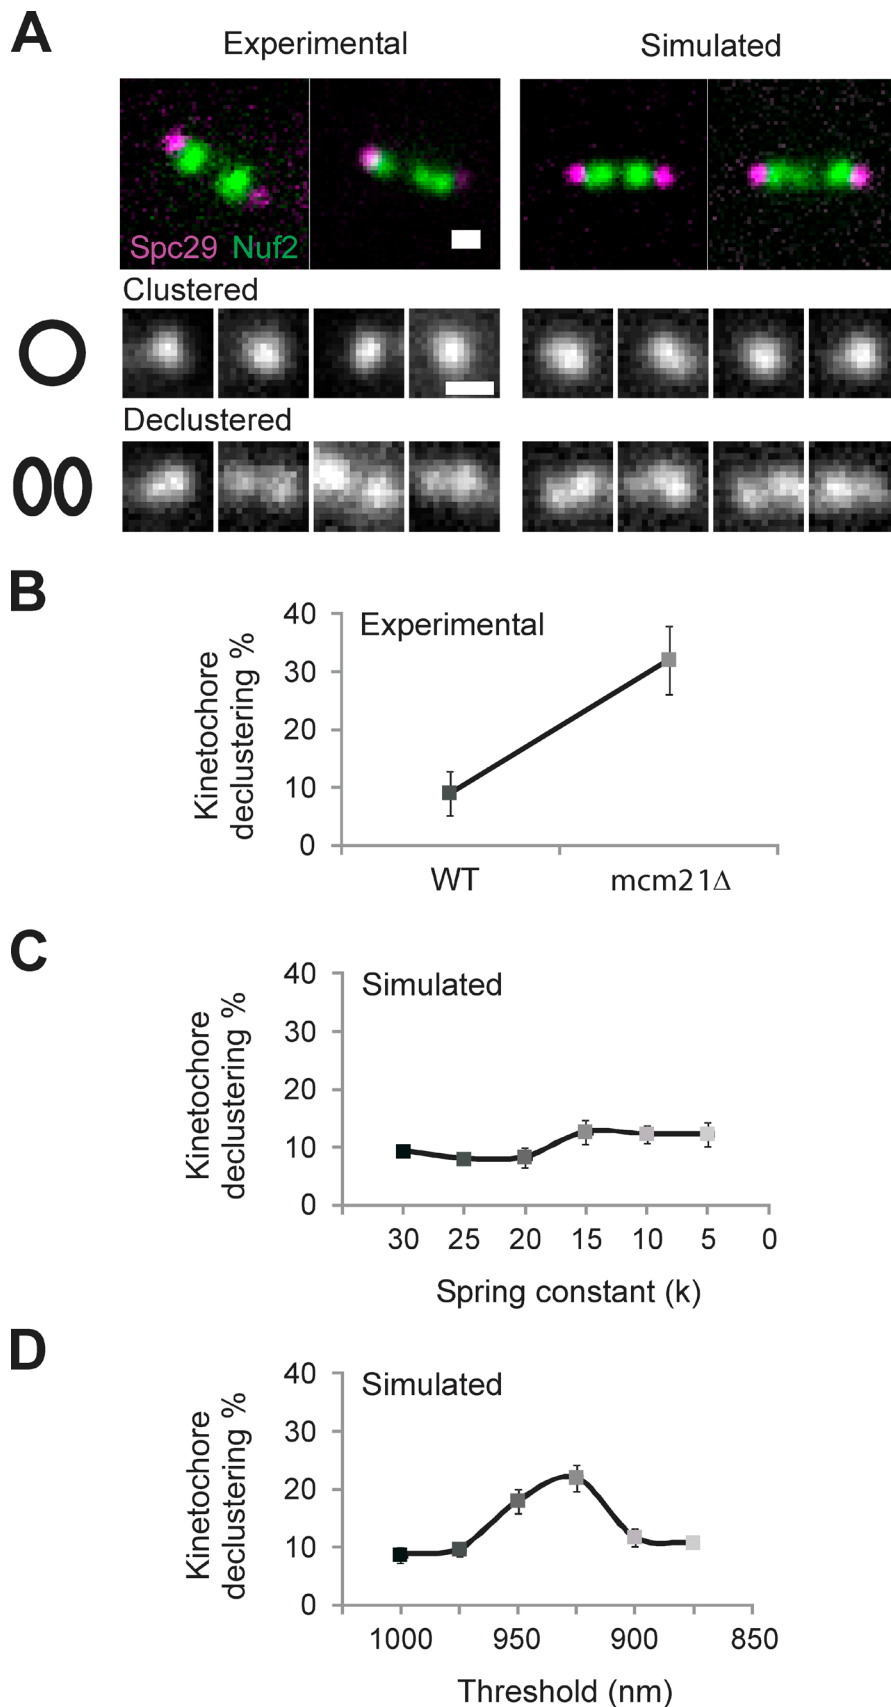 A
Experimental
Simulated
Spc29 Nuf2
Clustered
Declustered
B
Kinetochore
declustering %
40
30
20
10
0
Experimental
WT
mcm21Δ
C
Kinetochore
declustering %
40
30
20
10
0
Simulated
30 25 20 15 10 5 0
Spring constant (k)
D
Kinetochore
declustering %
40
30
20
10
0
Simulated
1000 950 900 850
Threshold (nm)